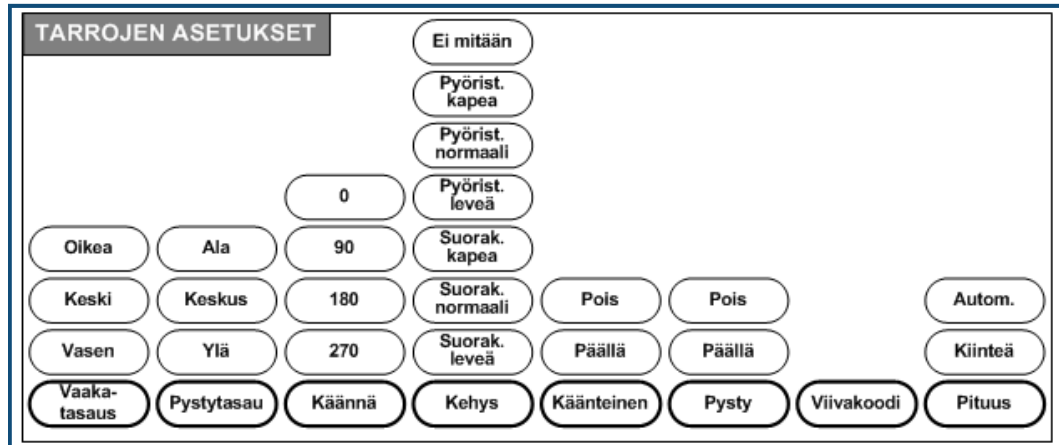 TARROJEN ASETUKSET
Ei mitään
Pyörist.
kapea
Pyörist.
normaali
0
Pyörist.
leveä
Oikea
Ala
90
Suorak.
kapea
Keski
Keskus
180
Suorak.
normaali
Pois
Pois
Autom.
Vasen
Ylä
270
Suorak.
leveä
Päällä
Päällä
Kiinteä
Vaaka-
tasaus
Pystytasau
Käännä
Kehys
Käänteinen
Pysty
Viivakoodi
Pituus